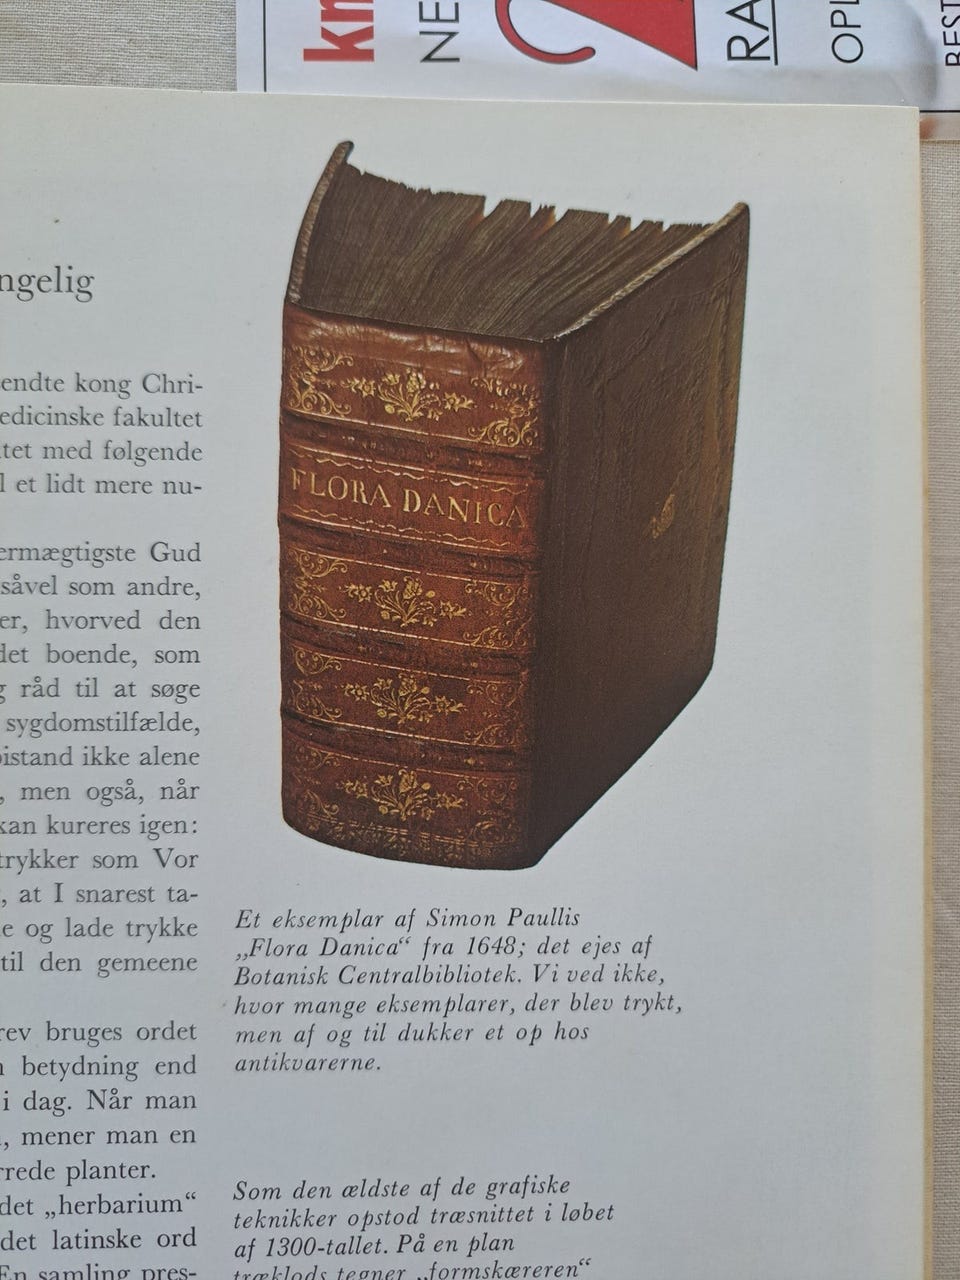 NE
RA
OPL
BEST
ngelig
endte kong Chri-
edicinske fakultet
tet med følgende
l et lidt mere nu-
ermægtigste Gud
såvel som andre,
er, hvorved den
det boende, som
g råd til at søge
sygdomstilfælde,
bistand ikke alene
, men også, når
kan kureres igen:
trykker som Vor
, at I snarest ta-
e og lade trykke
til den gemeene
rev bruges ordet
n betydning end
i dag. Når man
, mener man en
rrede planter.
det „herbarium“
det latinske ord
En samling pres-
FLORA DANICA
Et eksemplar af Simon Paullis
„Flora Danica“ fra 1648; det ejes af
Botanisk Centralbibliotek. Vi ved ikke,
hvor mange eksemplarer, der blev trykt,
men af og til dukker et op hos
antikvarerne.
Som den ældste af de grafiske
teknikker opstod træsnittet i løbet
af 1300-tallet. På en plan
træklods tegner „formskæreren“